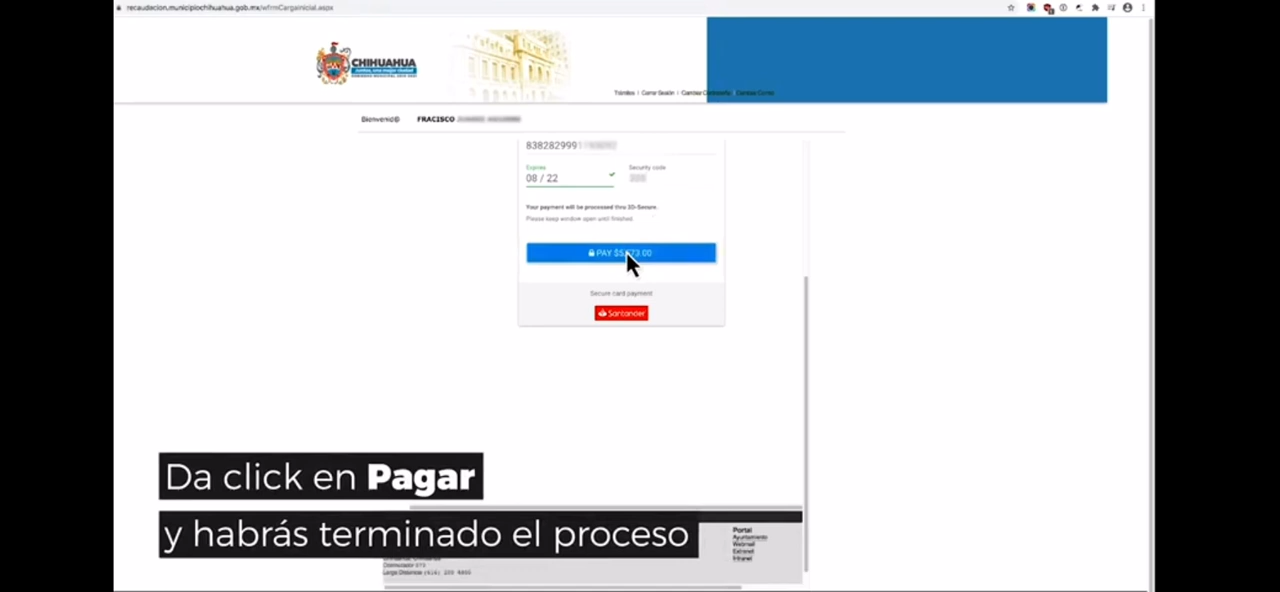 recaudacion.municipiochihuahua.gob.mx/wfrmCargaInicial.aspx
CHIHUAHUA
Trámites | Cerrar Sesión | Cambiar Contraseña | Cambiar Correo
Bienvenid@ FRACISCO
838282999
Expires
Security code
08 / 22
Your payment will be processed thru 3D-Secure.
Please keep window open until finished.
PAY
Secure card payment
Santander
Da click en Pagar
y habrás terminado el proceso
Portal
Ayuntamiento
Webmail
Extranet
Intranet